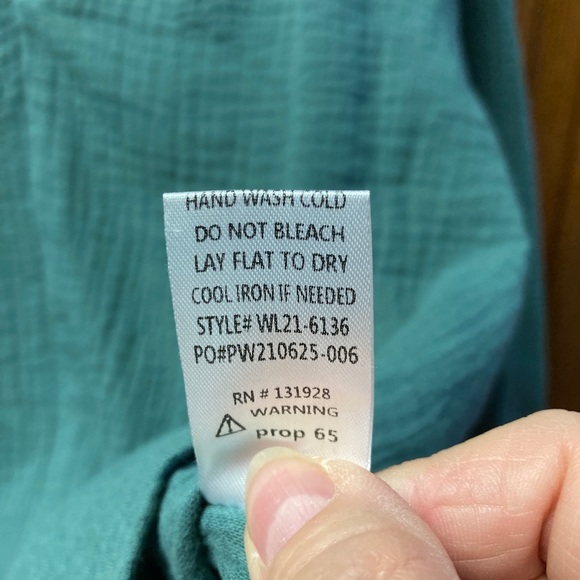 HAND WASH COLD
DO NOT BLEACH
LAY FLAT TO DRY
COOL IRON IF NEEDED
STYLE# WL21-6136
PO#PW210625-006
RN # 131928
WARNING
prop 65